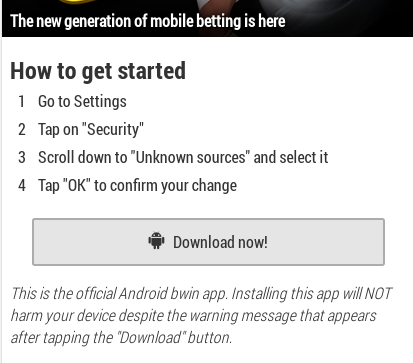 The new generation of mobile betting is here
How to get started
1 Go to Settings
2 Tap on "Security"
3 Scroll down to "Unknown sources" and select it
4 Tap "OK" to confirm your change
Download now!
This is the official Android bwin app. Installing this app will NOT
harm your device despite the warning message that appears
after tapping the "Download" button.